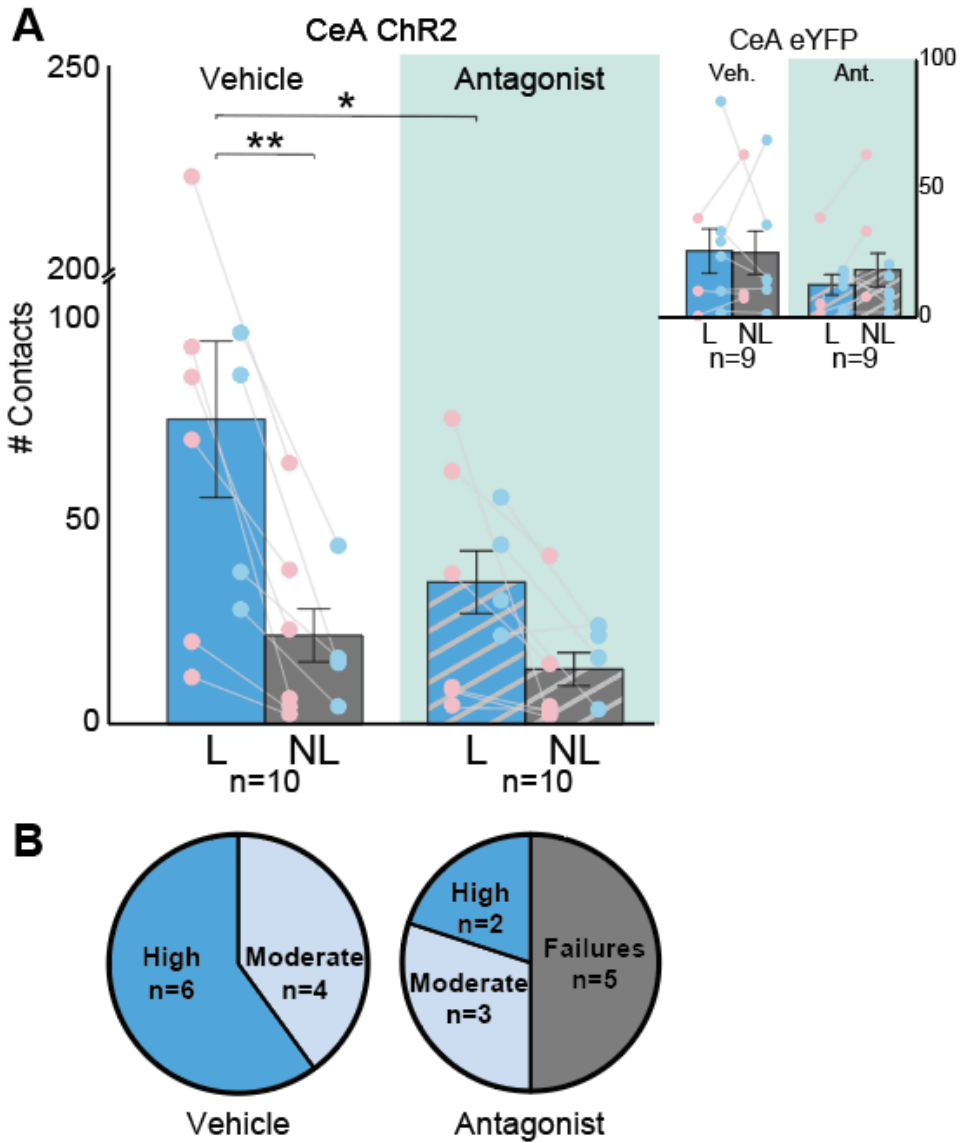 A
CeA ChR2
CeA eYFP
Vehicle
Antagonist
Veh.
Ant.
*
**
# Contacts
250
200
100
50
0
100
50
0
L NL
n=9
L NL
n=9
L NL
n=10
L NL
n=10
B
High
n=6
Moderate
n=4
High
n=2
Moderate
n=3
Failures
n=5
Vehicle
Antagonist